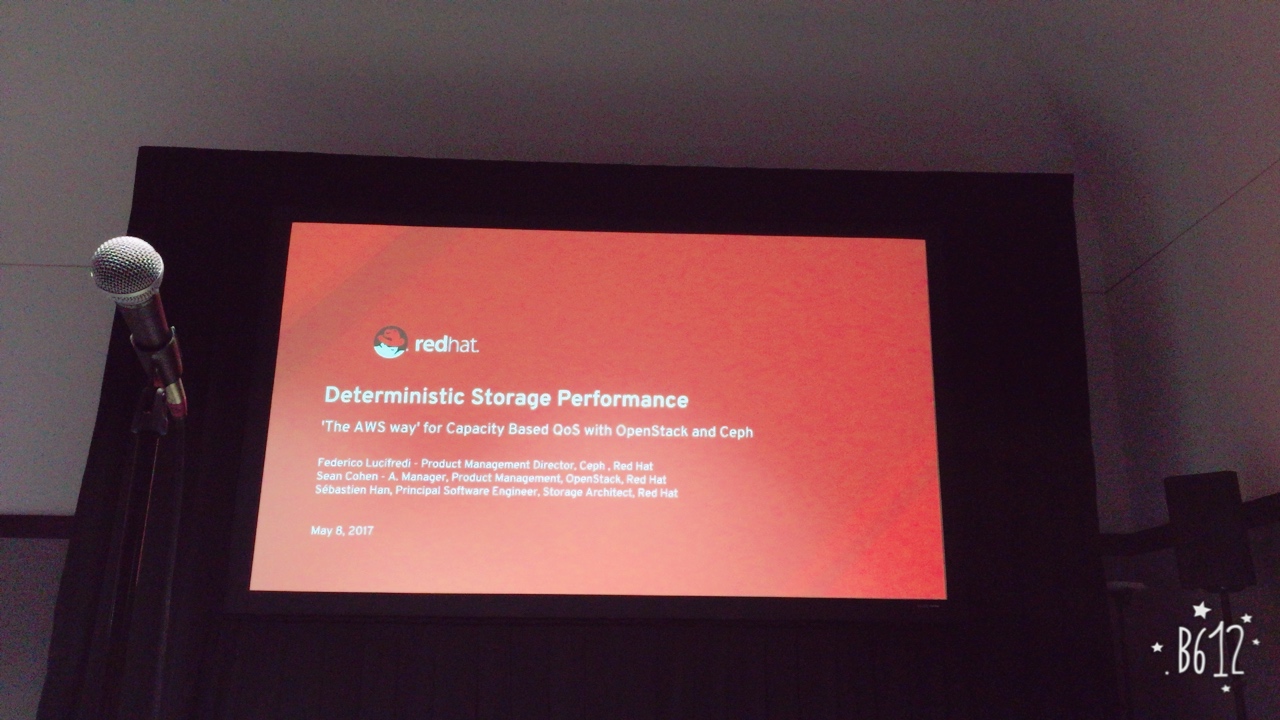 redhat.
Deterministic Storage Performance
'The AWS way' for Capacity Based QoS with OpenStack and Ceph
Federico Lucifredi - Product Management Director, Ceph , Red Hat
Sean Cohen - A. Manager, Product Management, OpenStack, Red Hat
Sébastien Han, Principal Software Engineer, Storage Architect, Red Hat
May 8, 2017
B612